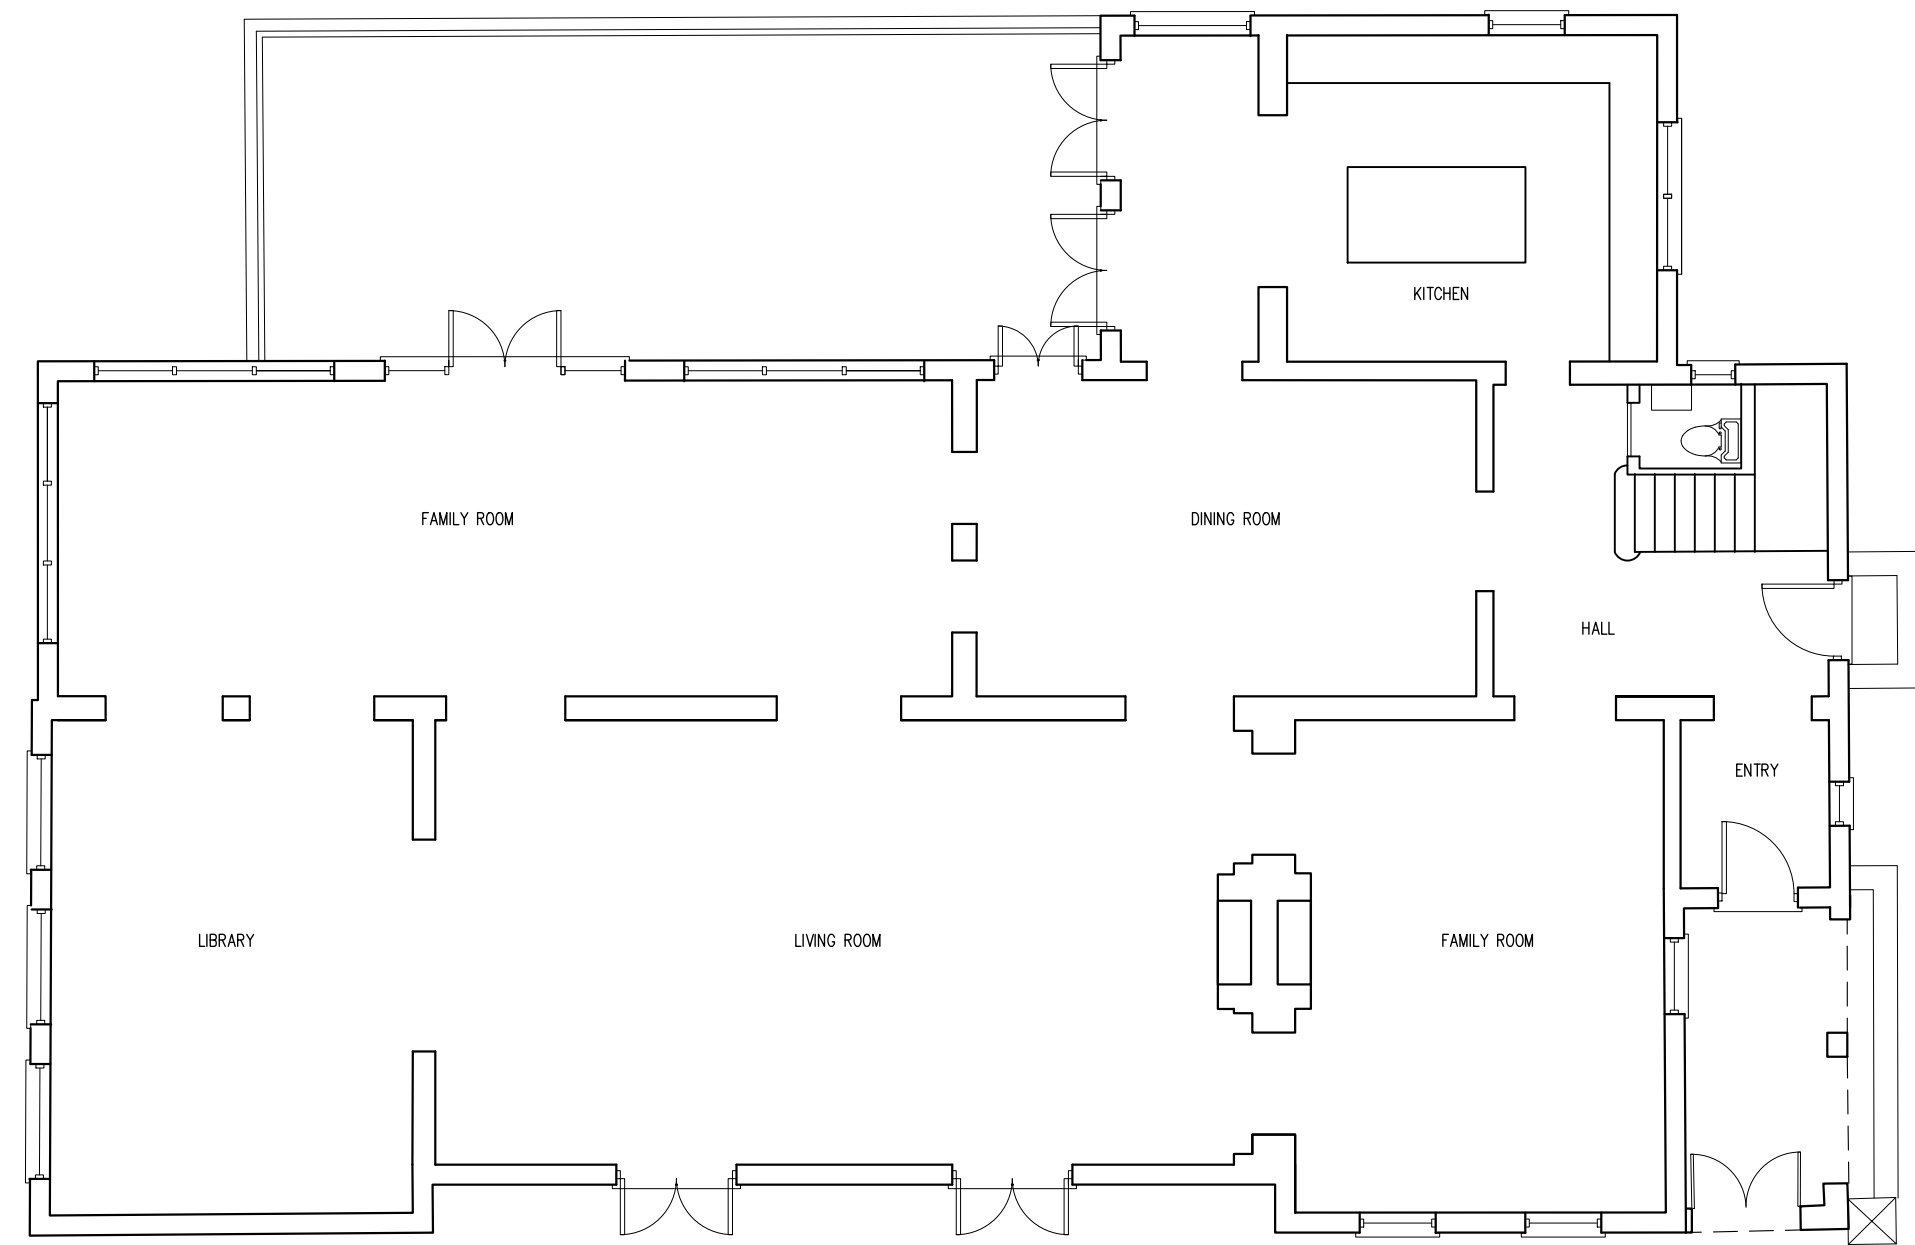 KITCHEN
FAMILY ROOM
DINING ROOM
HALL
ENTRY
LIBRARY
LIVING ROOM
FAMILY ROOM